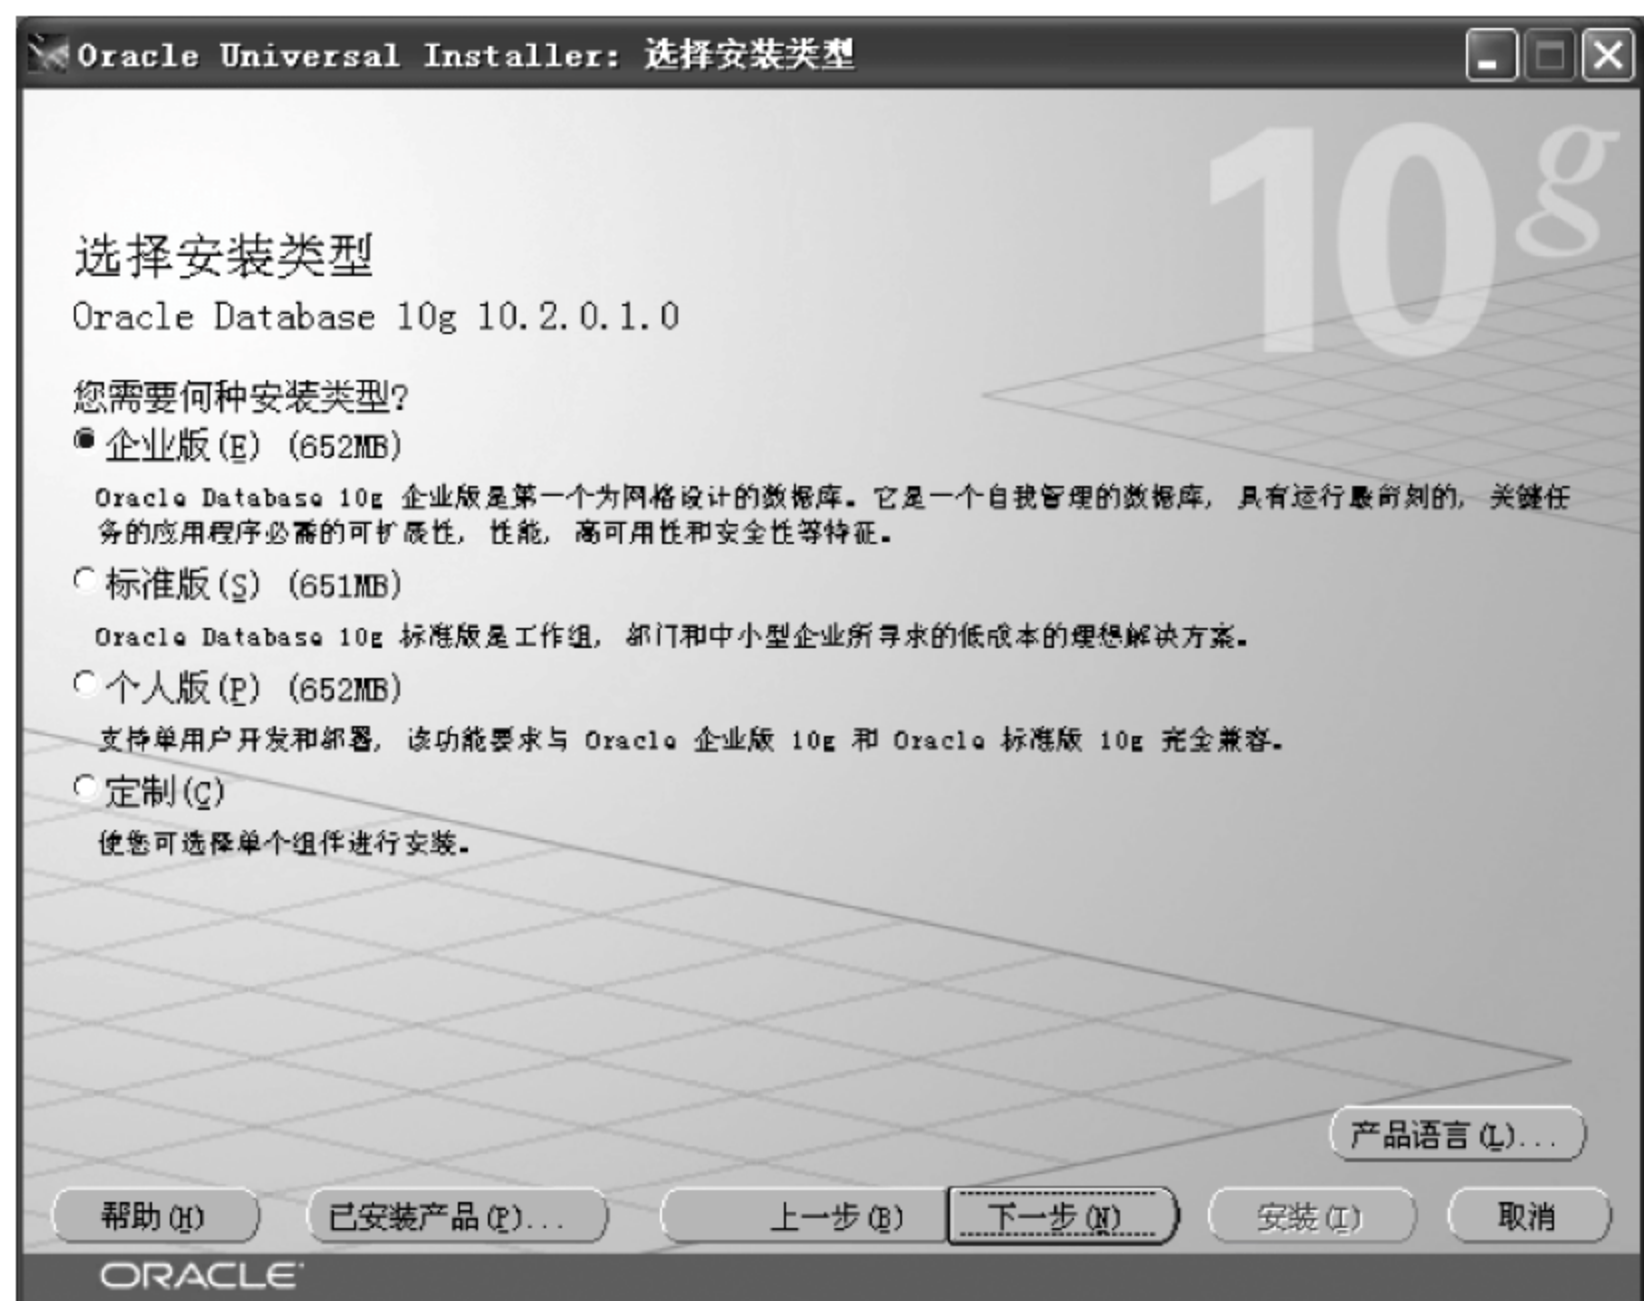 Oracle Universal Installer: 选择安装类型
10g
选择安装类型
Oracle Database 10g 10.2.0.1.0
您需要何种安装类型?
企业版(E) (652MB)
Oracle Database 10g 企业版是第一个为网格设计的数据库。它是一个自我管理的数据库, 具有运行最苛刻的, 关键任
务的应用程序必需的可扩展性, 性能, 高可用性和安全性等特征。
标准版(S) (651MB)
Oracle Database 10g 标准版是工作组, 部门和中小型企业所寻求的低成本的理想解决方案。
个人版(P) (652MB)
支持单用户开发和部署, 该功能要求与 Oracle 企业版 10g 和 Oracle 标准版 10g 完全兼容。
定制(C)
使您可选择单个组件进行安装。
产品语言(L)...
帮助(H) 已安装产品(P)... 上一步(B) 下一步(N) 安装(I) 取消
ORACLE